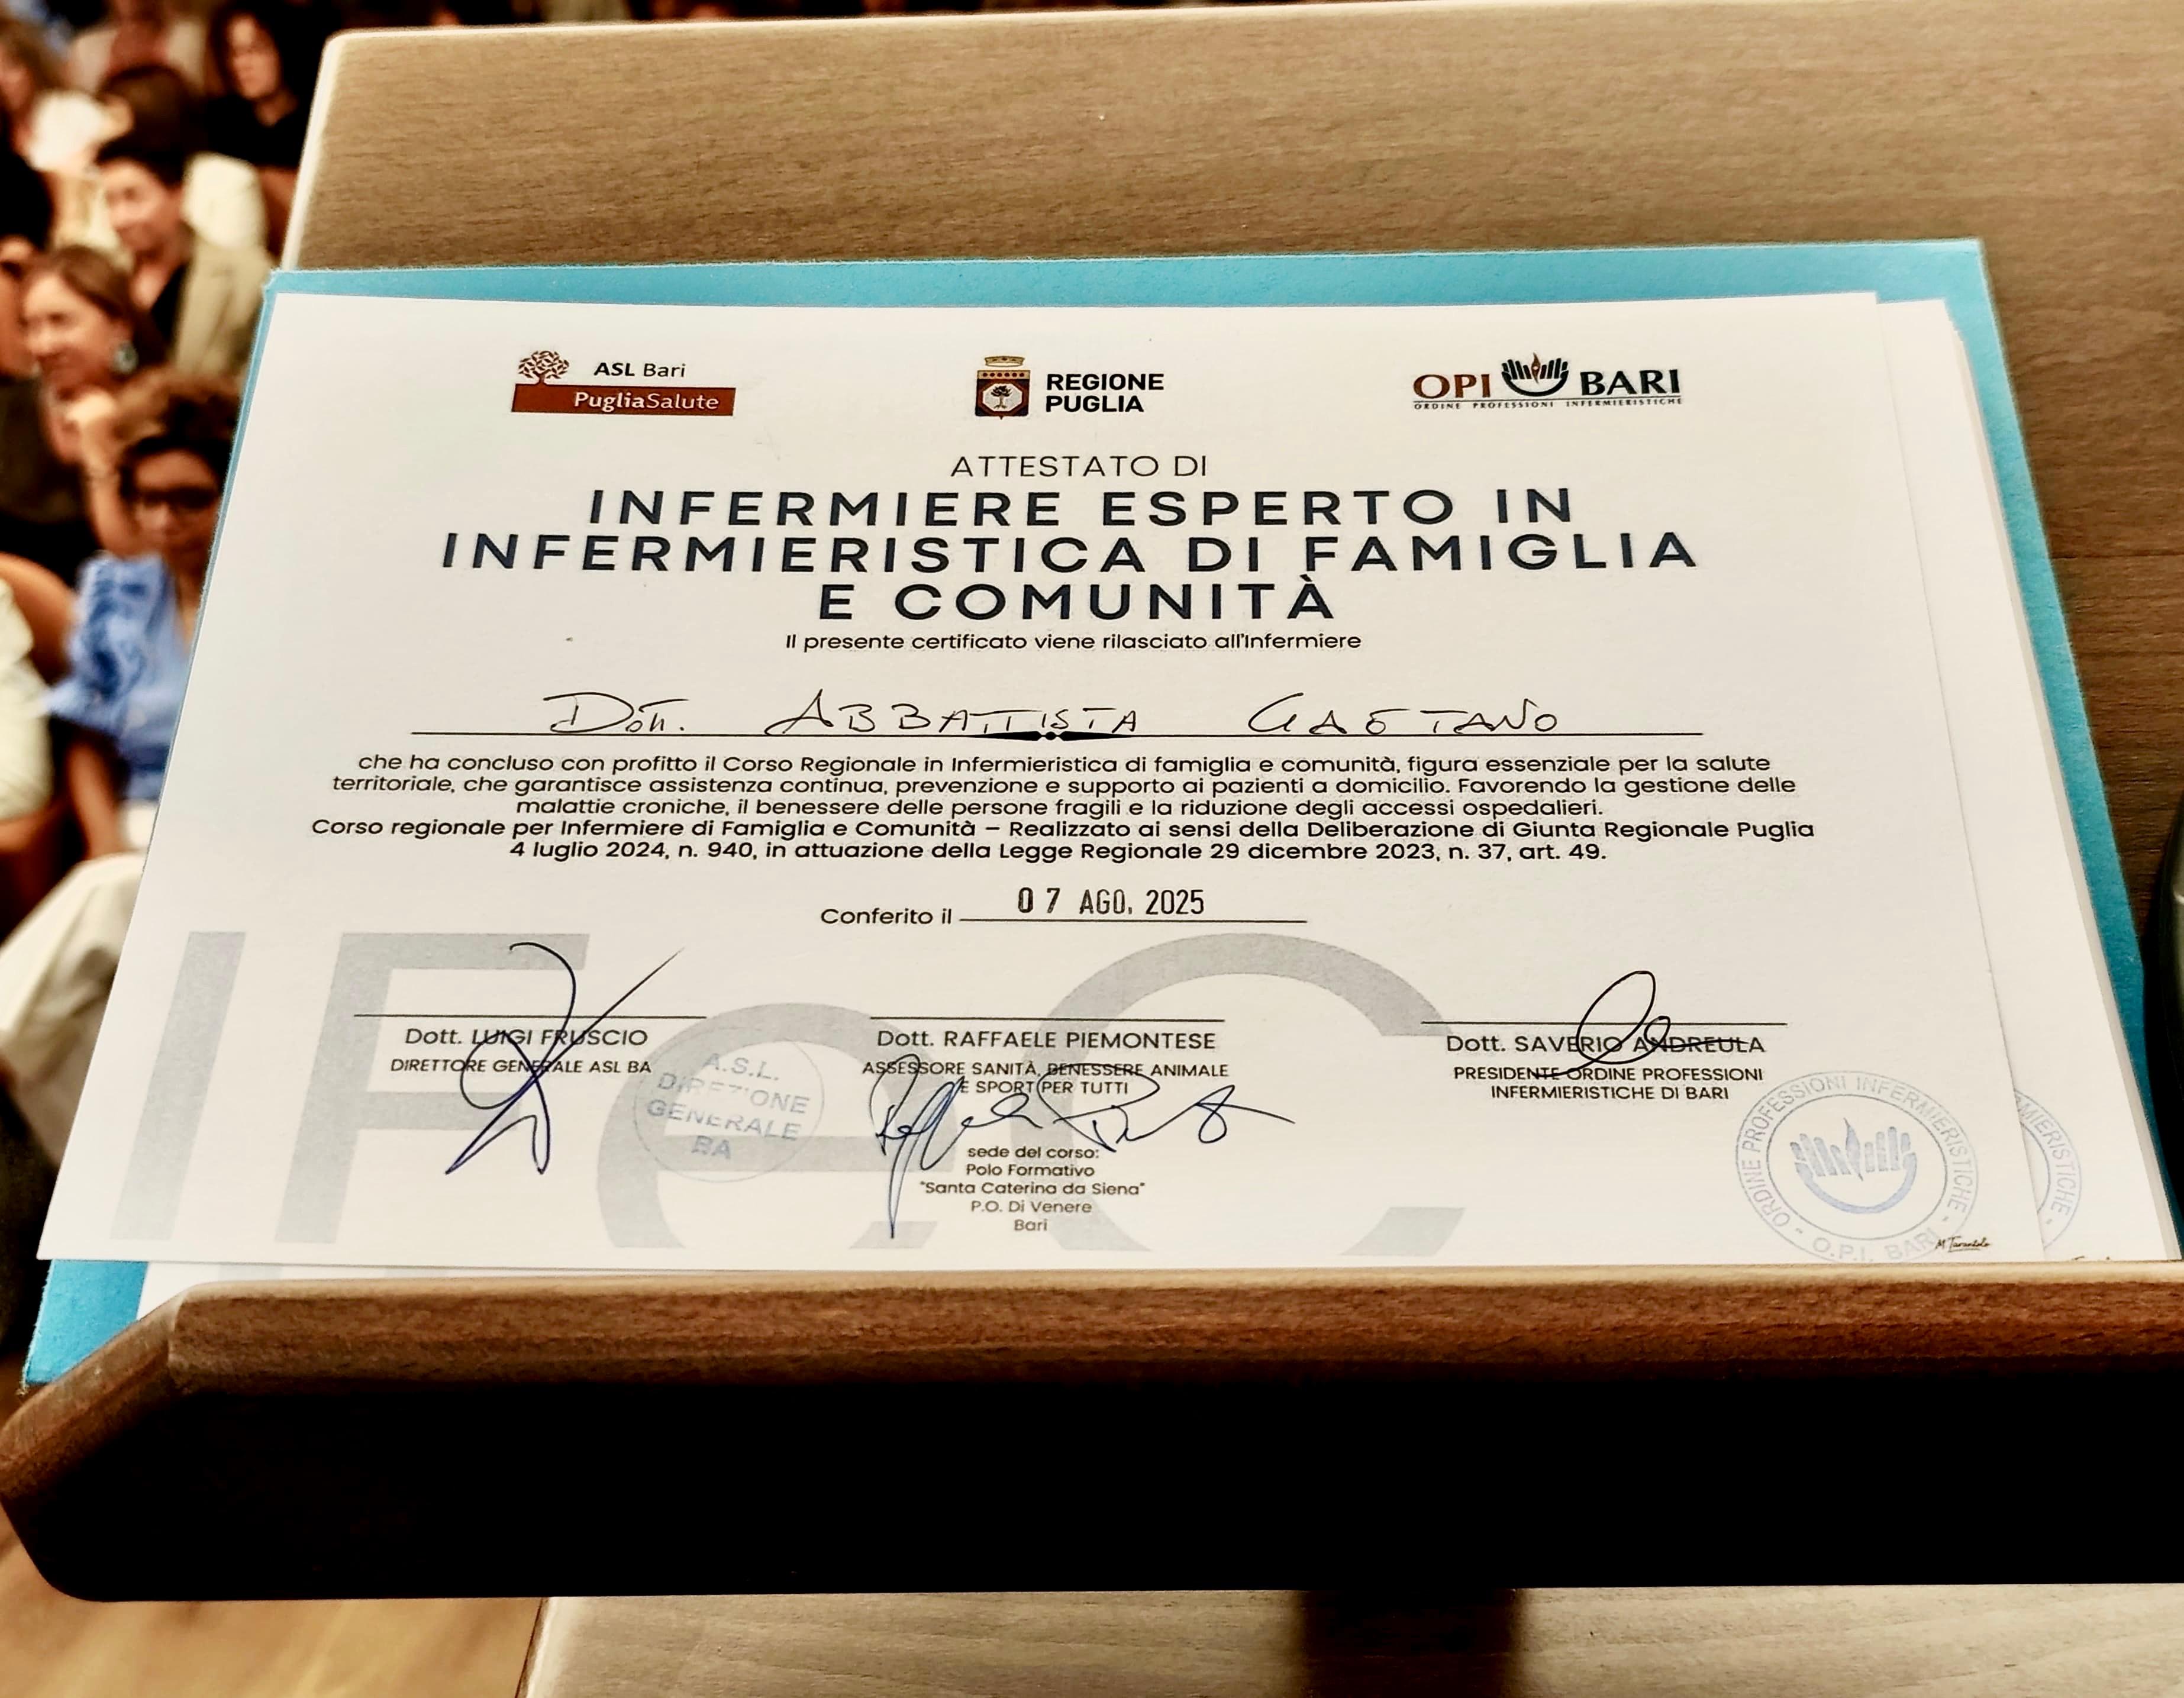 ASL Bari
PugliaSalute
REGIONE
PUGLIA
OPI BARI
ORDINE PROFESSIONI INFERMIERISTICHE
ATTESTATO DI
INFERMIERE ESPERTO IN
INFERMIERISTICA DI FAMIGLIA
E COMUNITÀ
Il presente certificato viene rilasciato all'Infermiere
Dott. ABBATTISTA GAETANO
che ha concluso con profitto il Corso Regionale in Infermieristica di famiglia e comunità, figura essenziale per la salute
territoriale, che garantisce assistenza continua, prevenzione e supporto ai pazienti a domicilio. Favorendo la gestione delle
malattie croniche, il benessere delle persone fragili e la riduzione degli accessi ospedalieri.
Corso regionale per Infermiere di Famiglia e Comunità – Realizzato ai sensi della Deliberazione di Giunta Regionale Puglia
4 luglio 2024, n. 940, in attuazione della Legge Regionale 29 dicembre 2023, n. 37, art. 49.
Conferito il 07 AGO. 2025
IFeC
Dott. LUIGI FRUSCIO
DIRETTORE GENERALE ASL BA
A.S.L.
DIREZIONE
GENERALE
BA
Dott. RAFFAELE PIEMONTESE
ASSESSORE SANITÀ, BENESSERE ANIMALE
E SPORT PER TUTTI
sede del corso:
Polo Formativo
"Santa Caterina da Siena"
P.O. Di Venere
Bari
Dott. SAVERIO ANDREULA
PRESIDENTE ORDINE PROFESSIONI
INFERMIERISTICHE DI BARI
ORDINE PROFESSIONI INFERMIERISTICHE - O.P.I. BARI -
M.Tarantolo